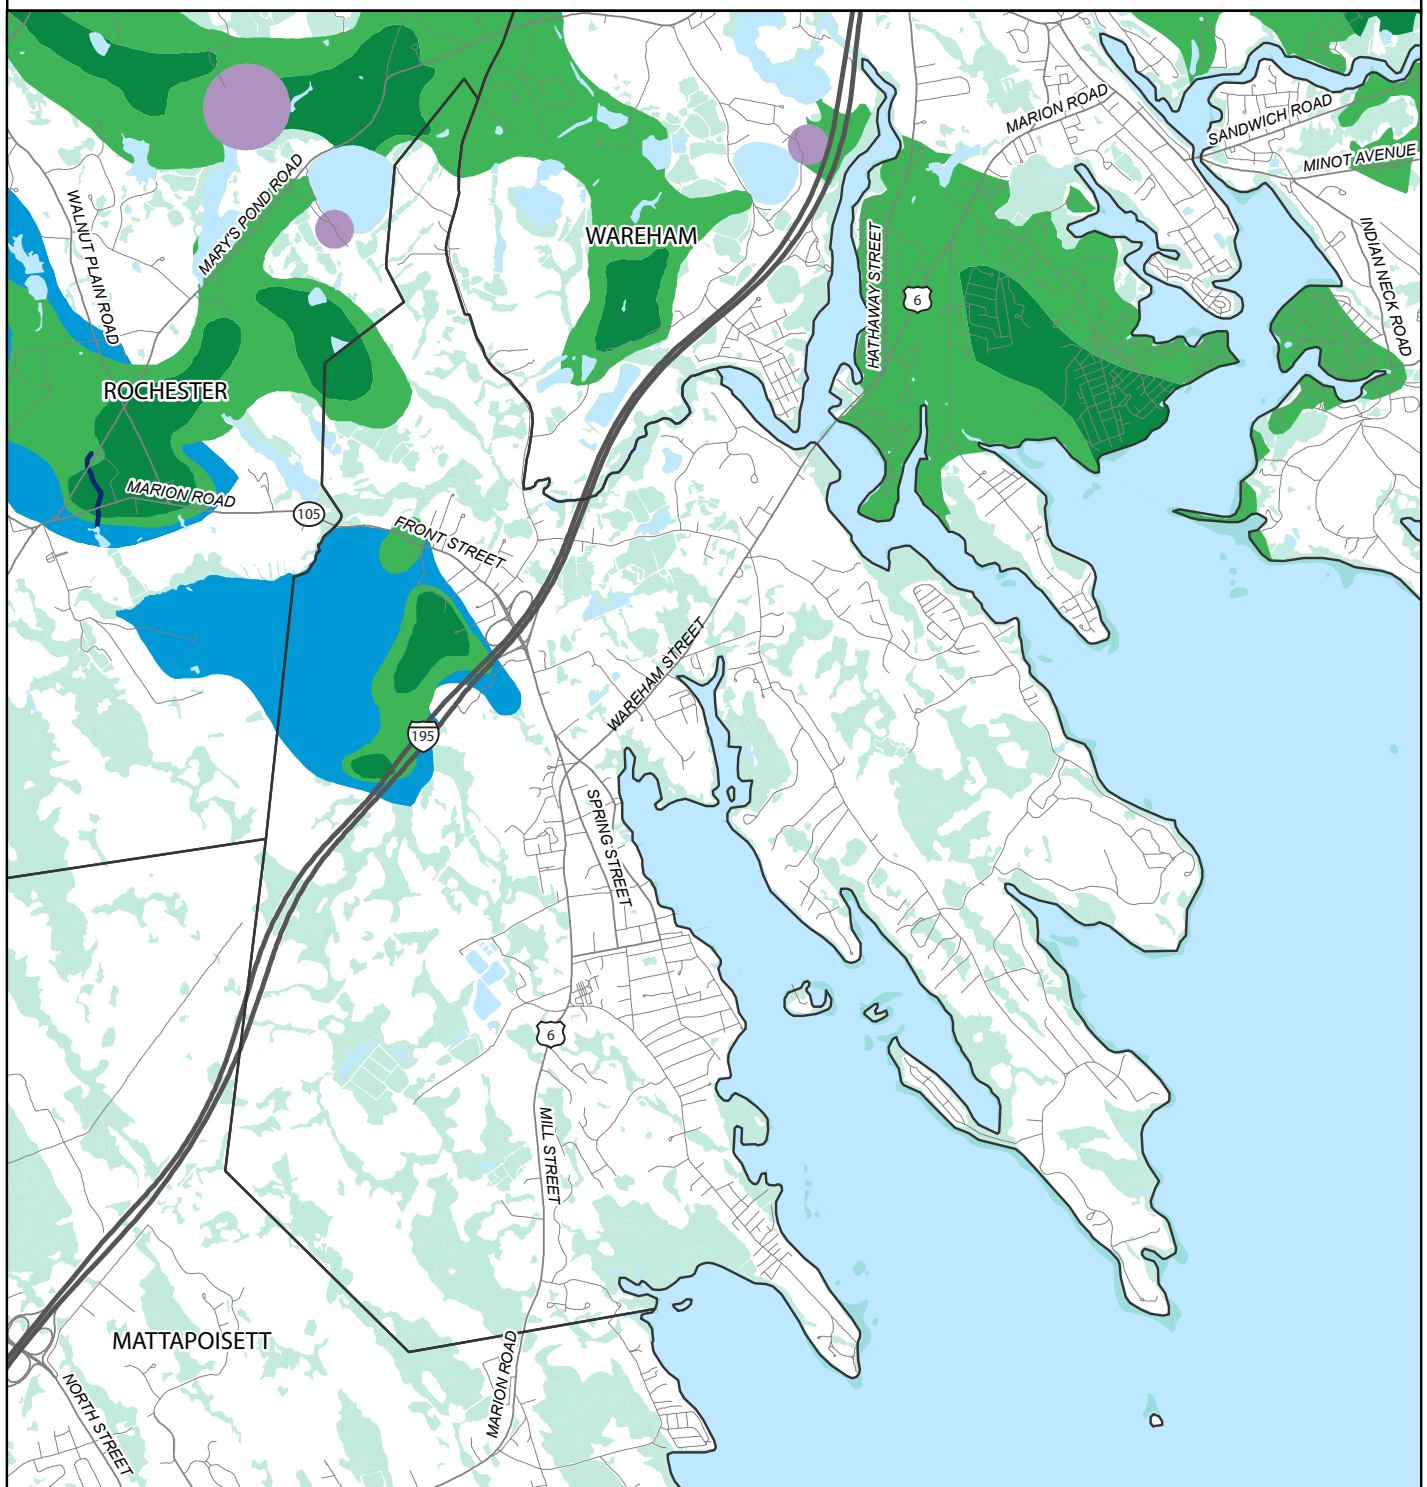 MARION ROAD
SANDWICH ROAD
MINOT AVENUE
MARY'S POND ROAD
WALNUT PLAIN ROAD
WAREHAM
HATHAWAY STREET
6
INDIAN NECK ROAD
ROCHESTER
MARION ROAD
105
FRONT STREET
WAREHAM STREET
195
SPRING STREET
6
MILL STREET
MATTAPOISETT
MARION ROAD
NORTH STREET